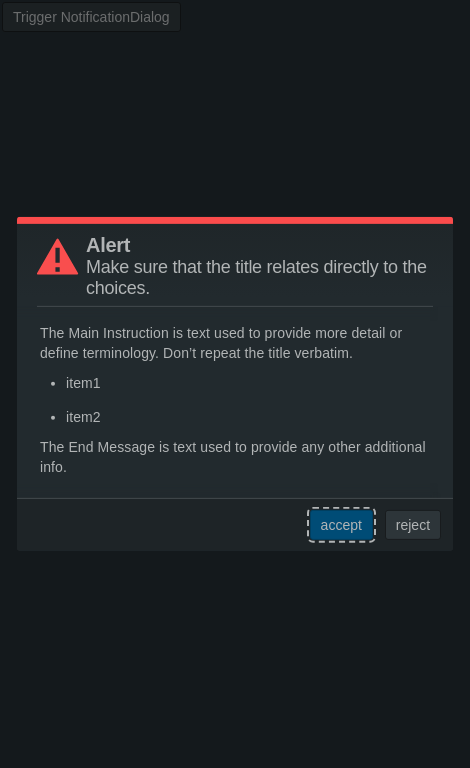 Trigger NotificationDialog
Alert
Make sure that the title relates directly to the
choices.
The Main Instruction is text used to provide more detail or
define terminology. Don’t repeat the title verbatim.
• item1
• item2
The End Message is text used to provide any other additional
info.
accept
reject